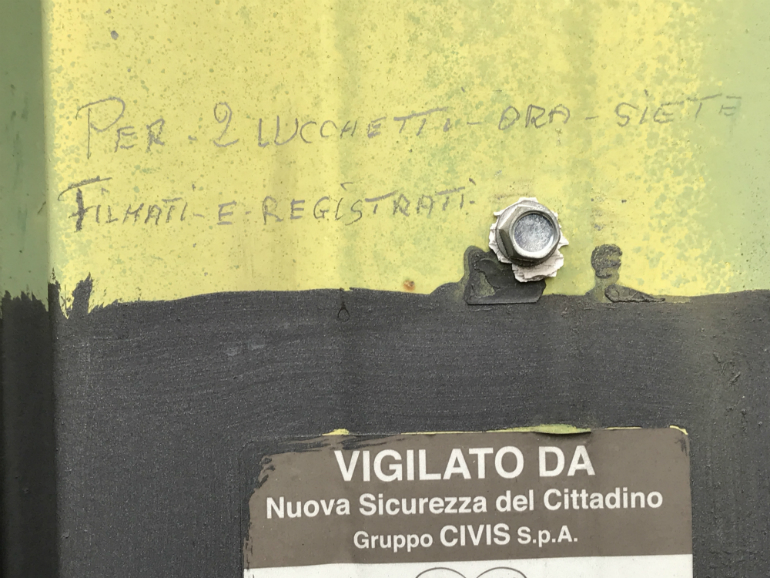 PER - 2 LUCCHETTI - ORA - SIETE
FILMATI - E - REGISTRATI -
VIGILATO DA
Nuova Sicurezza del Cittadino
Gruppo CIVIS S.p.A.